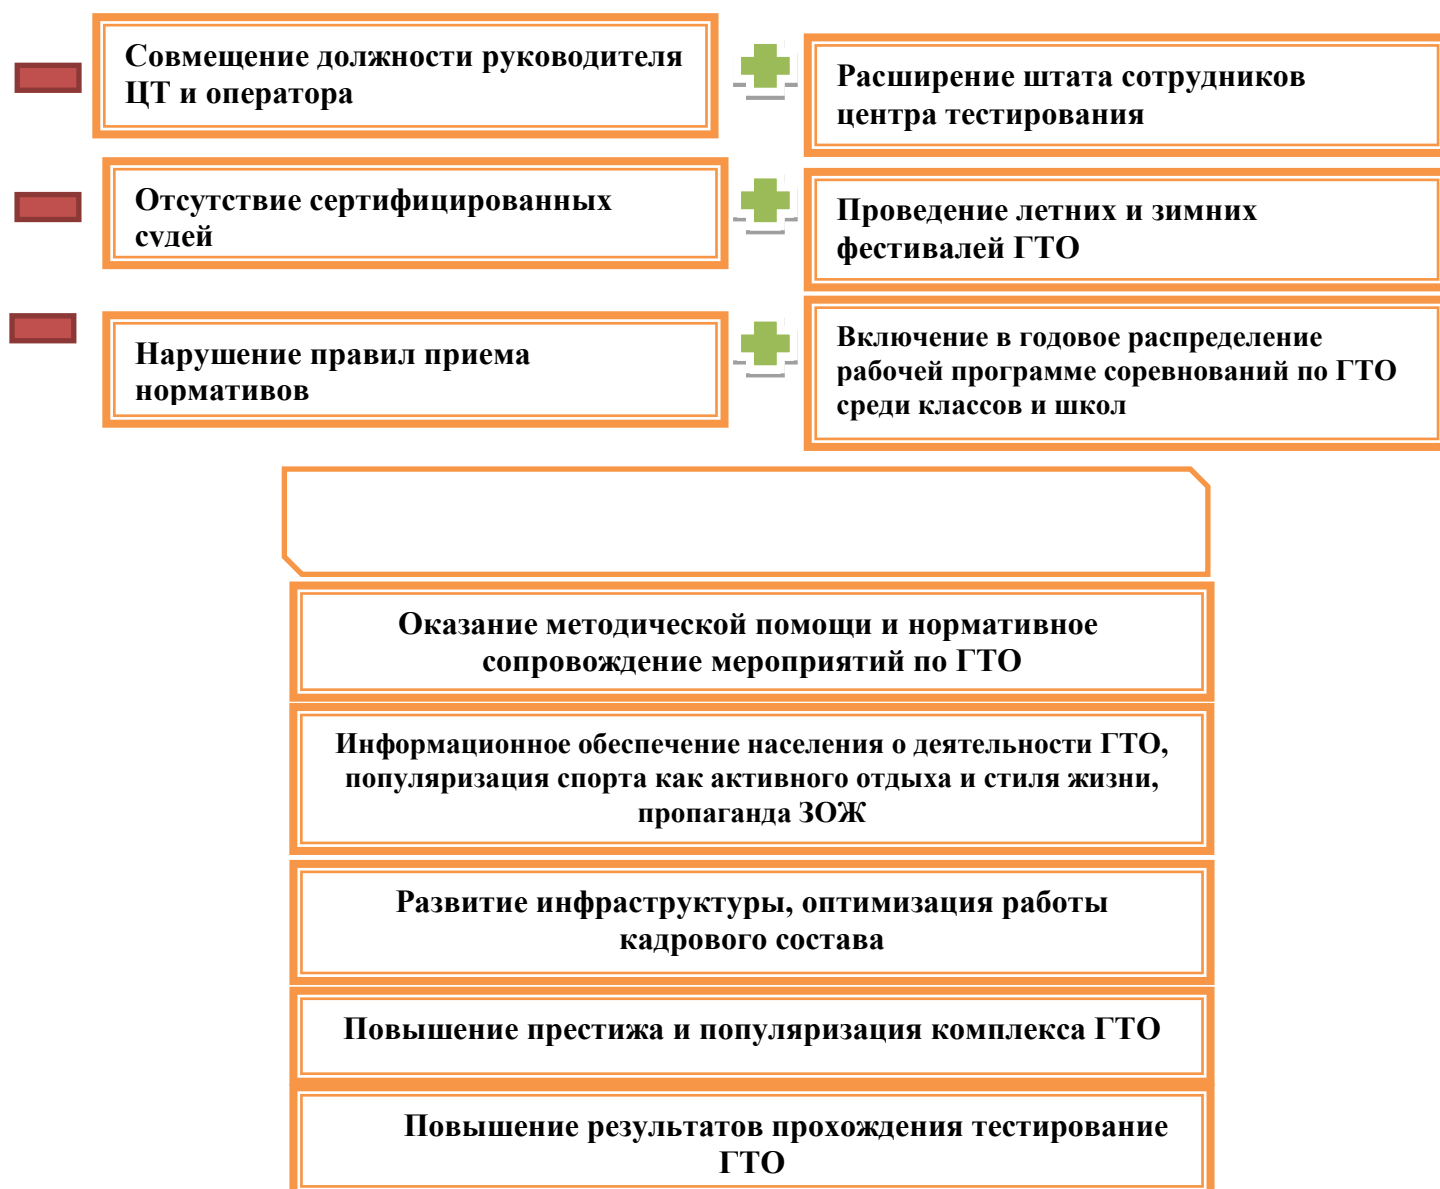 Совмещение должности руководителя
ЦТ и оператора
Расширение штата сотрудников
центра тестирования
Отсутствие сертифицированных
судей
Проведение летних и зимних
фестивалей ГТО
Нарушение правил приема
нормативов
Включение в годовое распределение
рабочей программе соревнований по ГТО
среди классов и школ
Оказание методической помощи и нормативное
сопровождение мероприятий по ГТО
Информационное обеспечение населения о деятельности ГТО,
популяризация спорта как активного отдыха и стиля жизни,
пропаганда ЗОЖ
Развитие инфраструктуры, оптимизация работы
кадрового состава
Повышение престижа и популяризация комплекса ГТО
Повышение результатов прохождения тестирование
ГТО